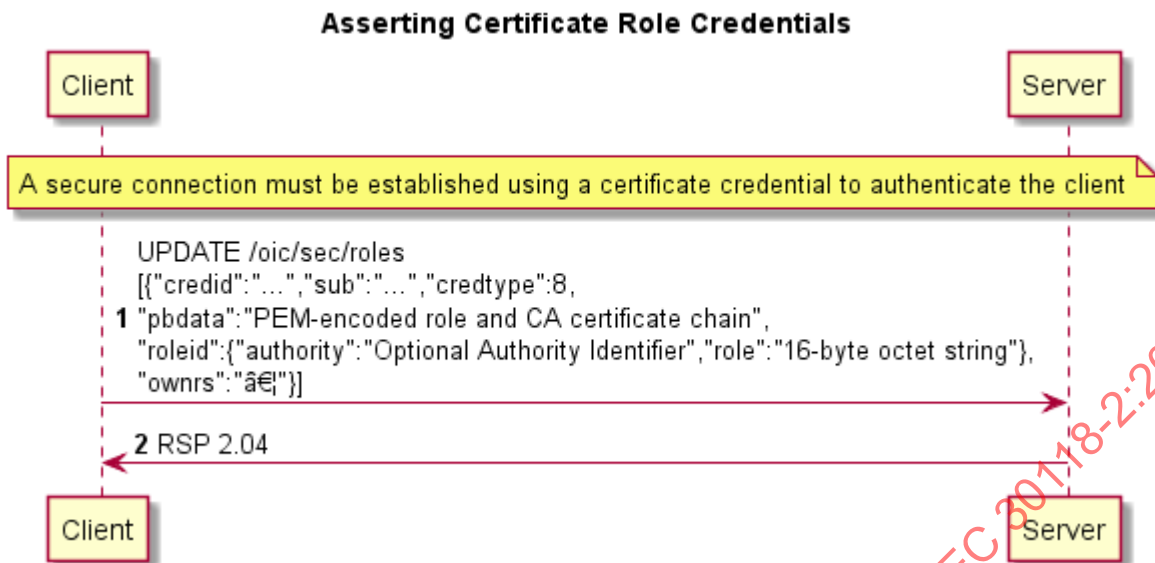 Asserting Certificate Role Credentials
Client
Server
A secure connection must be established using a certificate credential to authenticate the client
UPDATE /oic/sec/roles
[{"credid":"...","sub":"...","credtype":8,
1 "pbdata":"PEM-encoded role and CA certificate chain",
"roleid":{"authority":"Optional Authority Identifier","role":"16-byte octet string"},
"ownrs":"â€¦"}]
2 RSP 2.04
Client
Server
30118-2: